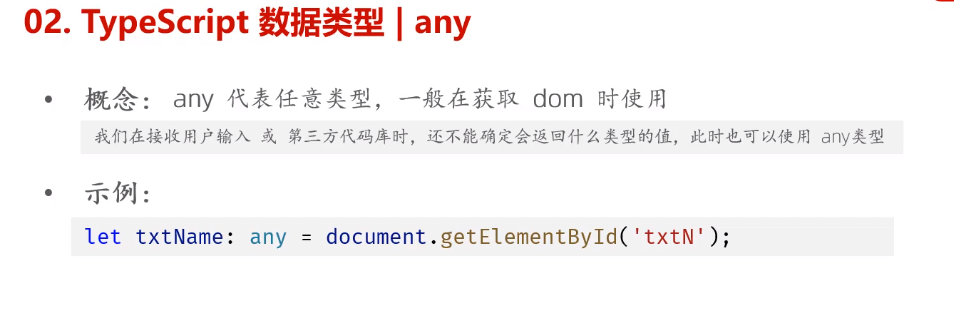 02. TypeScript 数据类型 | any
• 概念：any 代表任意类型，一般在获取 dom 时使用
我们在接收用户输入 或 第三方代码库时，还不能确定会返回什么类型的值，此时也可以使用 any类型
• 示例：
let txtName: any = document.getElementById('txtN');